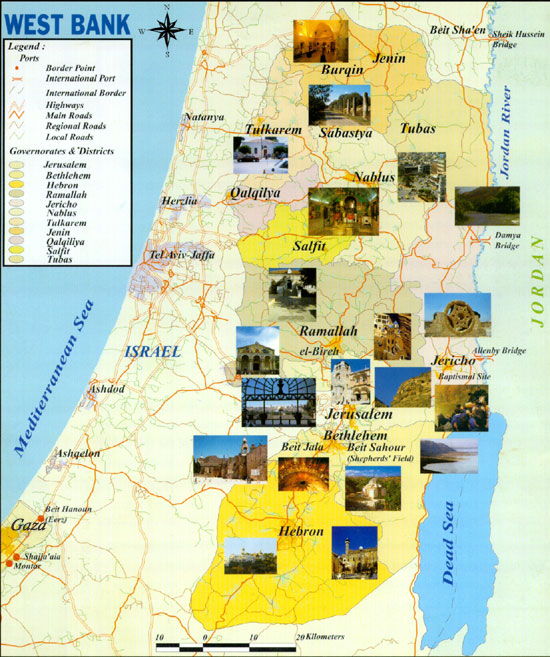 WEST BANK
Legend :
Ports
Border Point
International Port
International Border
Highways
Main Roads
Regional Roads
Local Roads
Governorates & Districts
Jerusalem
Bethlehem
Hebron
Ramallah
Jericho
Nablus
Tulkarem
Jenin
Qalqiliya
Salfit
Tubas
N
W
E
S
Beit Sha'en
Sheik Hussein
Bridge
Jenin
Burqin
Natanya
Tulkarem
Sabastya
Tubas
Jordan River
Nablus
Qalqilya
Herzlia
Damya
Bridge
Salfit
Tel Aviv-Jaffa
JORDAN
Mediterranean Sea
ISRAEL
Ramallah
el-Bireh
Allenby Bridge
Jericho
Baptismal Site
Ashdod
Jerusalem
Bethlehem
Beit Jala
Beit Sahour
(Shepherds' Field)
Ashqelon
Dead Sea
Beit Hanoun
(Eerz)
Gaza
Hebron
Shajja'aia
Montar
10 0 10 20 Kilometers